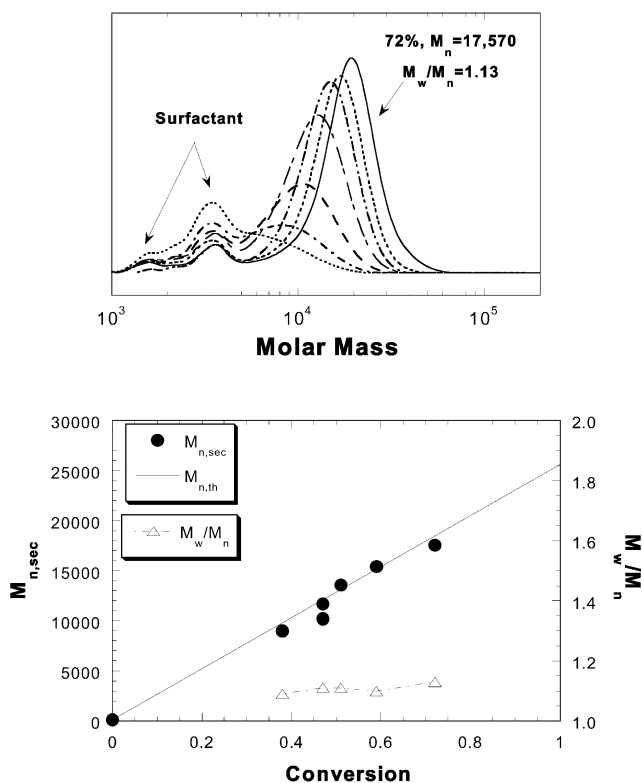 72%, Mn=17,570
Mw/Mn=1.13
Surfactant
10³ 10⁴ 10⁵
Molar Mass
30000
25000
20000
15000
10000
5000
0
Mn,sec
Mn,sec
Mn,th
Mw/Mn
2.0
1.8
1.6
1.4
1.2
1.0
Mw/Mn
0 0.2 0.4 0.6 0.8 1
Conversion